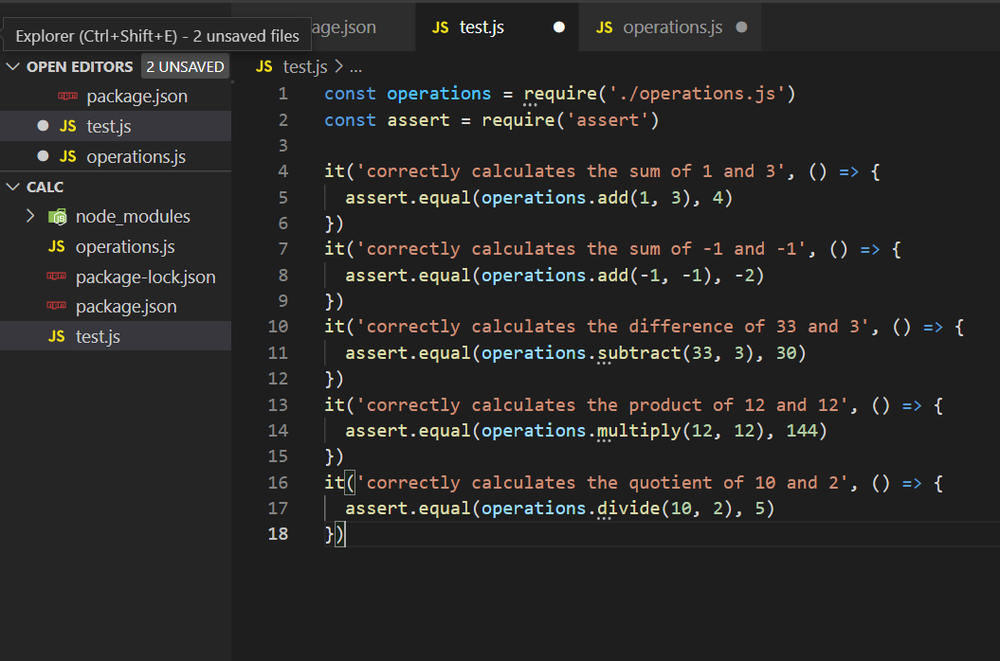 Explorer (Ctrl+Shift+E) - 2 unsaved files
age.json
JS test.js
JS operations.js
OPEN EDITORS 2 UNSAVED
package.json
JS test.js
JS operations.js
CALC
node_modules
JS operations.js
package-lock.json
package.json
JS test.js
JS test.js > ...
1 const operations = require('./operations.js')
2 const assert = require('assert')
3
4 it('correctly calculates the sum of 1 and 3', () => {
5 assert.equal(operations.add(1, 3), 4)
6 })
7 it('correctly calculates the sum of -1 and -1', () => {
8 assert.equal(operations.add(-1, -1), -2)
9 })
10 it('correctly calculates the difference of 33 and 3', () => {
11 assert.equal(operations.subtract(33, 3), 30)
12 })
13 it('correctly calculates the product of 12 and 12', () => {
14 assert.equal(operations.multiply(12, 12), 144)
15 })
16 it('correctly calculates the quotient of 10 and 2', () => {
17 assert.equal(operations.divide(10, 2), 5)
18 })